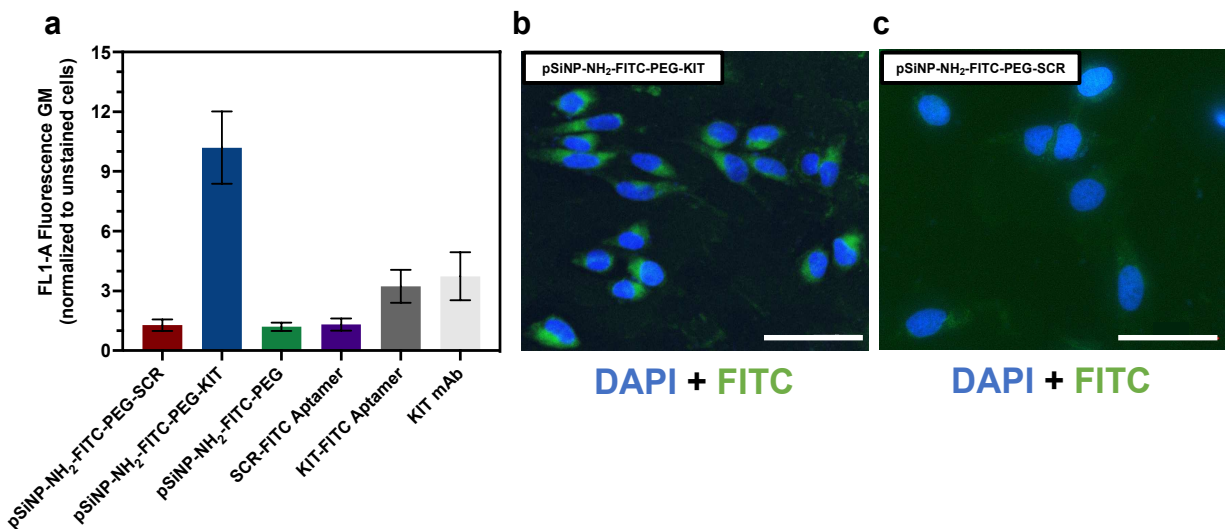 a
15
12
9
6
3
0
FL1-A Fluorescence GM
(normalized to unstained cells)
pSiNP-NH₂-FITC-PEG-SCR
pSiNP-NH₂-FITC-PEG-KIT
pSiNP-NH₂-FITC-PEG
SCR-FITC Aptamer
KIT-FITC Aptamer
KIT mAb
b
pSiNP-NH₂-FITC-PEG-KIT
DAPI + FITC
c
pSiNP-NH₂-FITC-PEG-SCR
DAPI + FITC